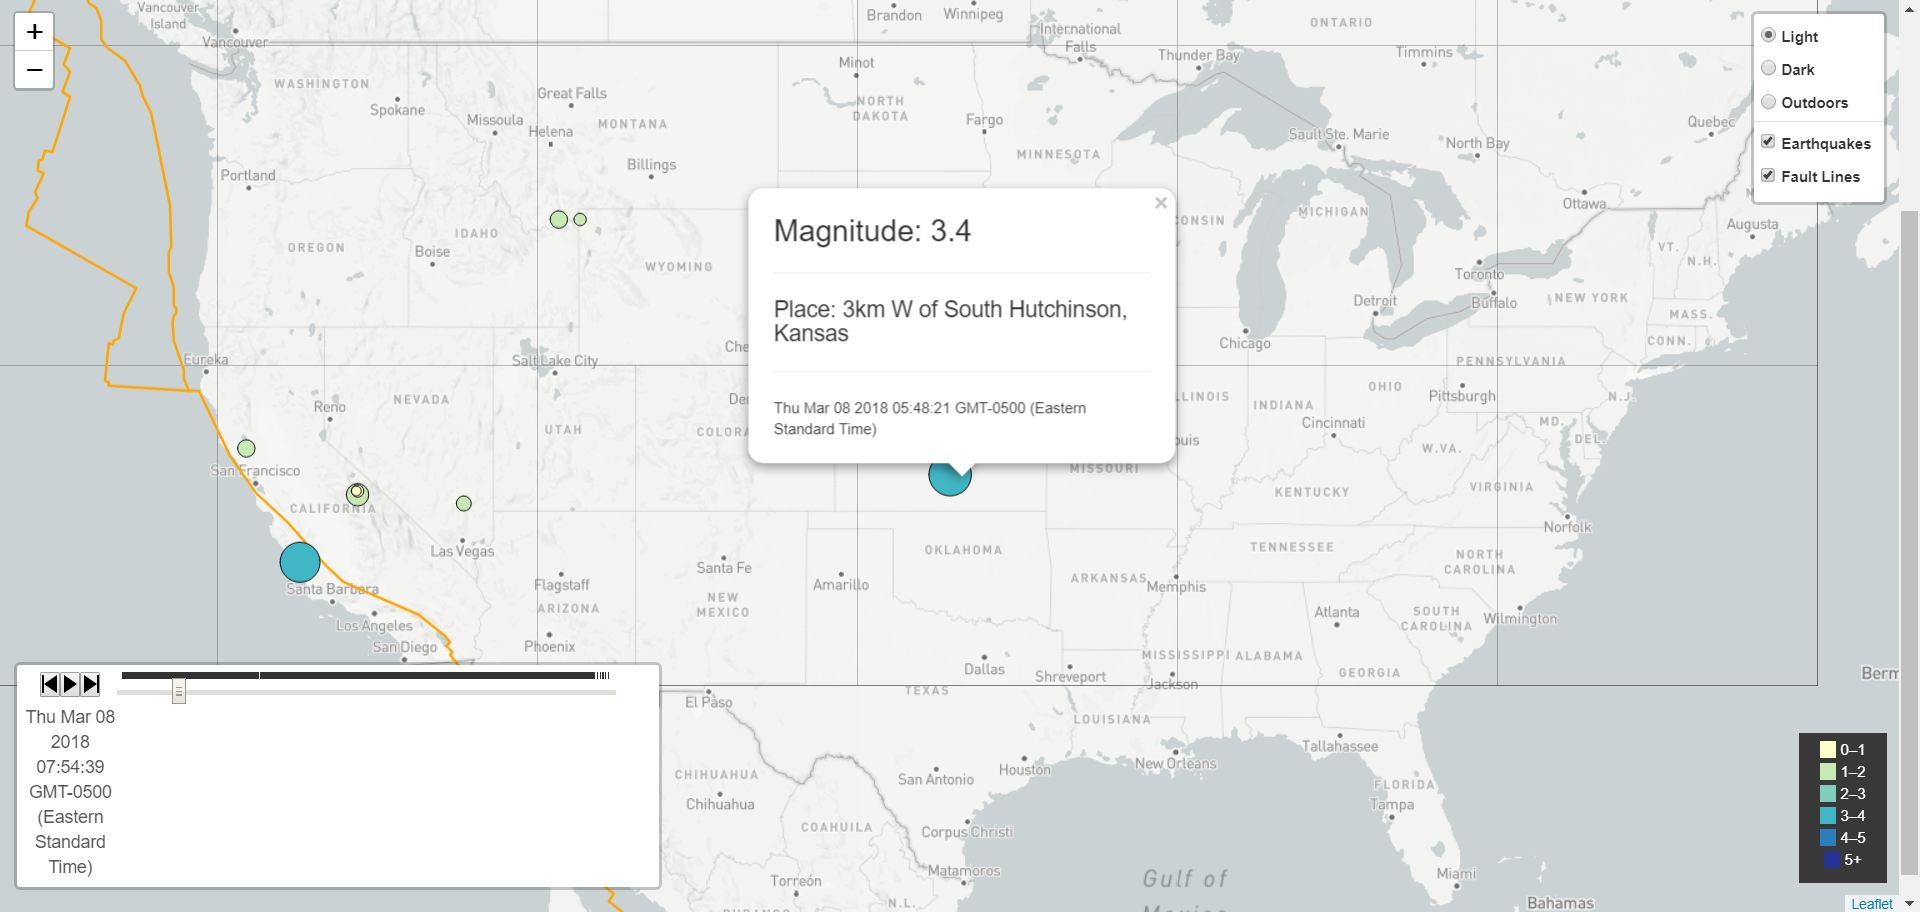 +
−
Vancouver
Island
Vancouver
Brandon
Winnipeg
International
Falls
ONTARIO
Timmins
Thunder Bay
Minot
WASHINGTON
Spokane
Great Falls
Missoula
Helena
MONTANA
NORTH
DAKOTA
Fargo
Sault Ste. Marie
North Bay
Quebec
MINNESOTA
Billings
Portland
Ottawa
Augusta
CONSIN
MICHIGAN
OREGON
IDAHO
Boise
WYOMING
Toronto
VT.
N.H.
Detroit
Buffalo
NEW YORK
MASS.
CONN.
Chicago
Eureka
Salt Lake City
Che
PENNSYLVANIA
Reno
NEVADA
De
LLINOIS
INDIANA
OHIO
Pittsburgh
N.J.
UTAH
COLORA
ouis
Cincinnati
MD.
DEL.
W.VA.
San Francisco
MISSOURI
KENTUCKY
VIRGINIA
CALIFORNIA
Las Vegas
Norfolk
OKLAHOMA
TENNESSEE
NORTH
CAROLINA
Santa Barbara
Flagstaff
Santa Fe
Amarillo
ARKANSAS
Memphis
ARIZONA
NEW
MEXICO
Atlanta
SOUTH
CAROLINA
Wilmington
Los Angeles
San Diego
Phoenix
Dallas
Shreveport
MISSISSIPPI
ALABAMA
GEORGIA
Jackson
TEXAS
El Paso
LOUISIANA
Berm
Tallahassee
New Orleans
Houston
San Antonio
CHIHUAHUA
Chihuahua
FLORIDA
Tampa
COAHUILA
Corpus Christi
Matamoros
Torreón
N.L.
DURANGO
Gulf of
Mexico
Miami
Bahamas
Light
Dark
Outdoors
Earthquakes
Fault Lines
×
Magnitude: 3.4
Place: 3km W of South Hutchinson,
Kansas
Thu Mar 08 2018 05:48:21 GMT-0500 (Eastern
Standard Time)
Thu Mar 08
2018
07:54:39
GMT-0500
(Eastern
Standard
Time)
0–1
1–2
2–3
3–4
4–5
5+
Leaflet